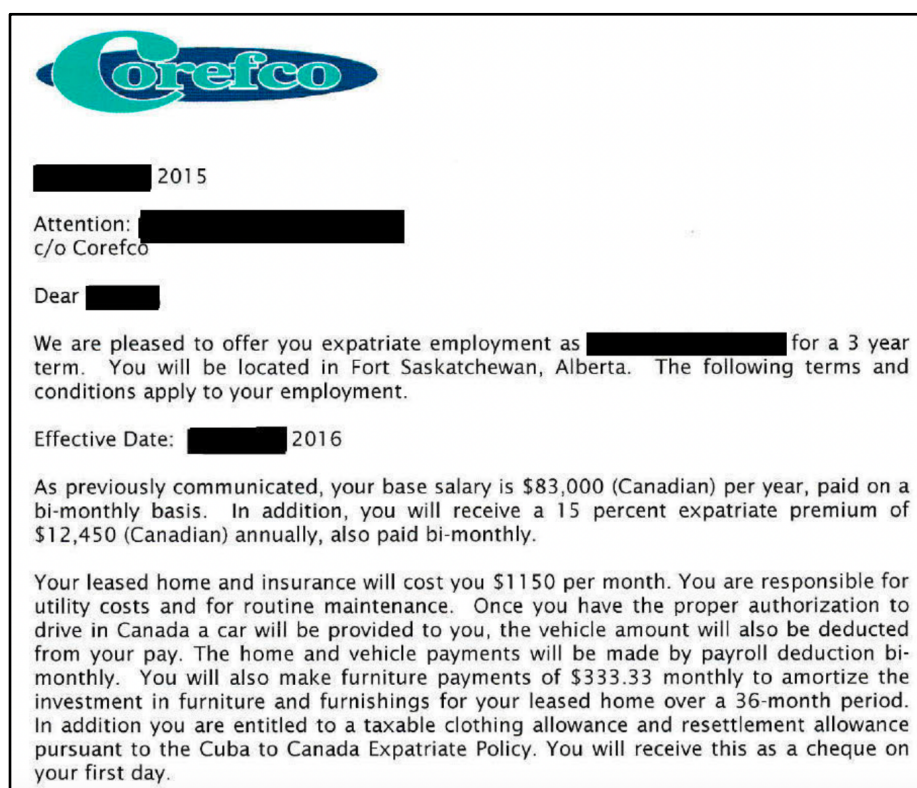 Corefco
2015
Attention:
c/o Corefco
Dear
We are pleased to offer you expatriate employment as for a 3 year
term. You will be located in Fort Saskatchewan, Alberta. The following terms and
conditions apply to your employment.
Effective Date: 2016
As previously communicated, your base salary is $83,000 (Canadian) per year, paid on a
bi-monthly basis. In addition, you will receive a 15 percent expatriate premium of
$12,450 (Canadian) annually, also paid bi-monthly.
Your leased home and insurance will cost you $1150 per month. You are responsible for
utility costs and for routine maintenance. Once you have the proper authorization to
drive in Canada a car will be provided to you, the vehicle amount will also be deducted
from your pay. The home and vehicle payments will be made by payroll deduction bi-
monthly. You will also make furniture payments of $333.33 monthly to amortize the
investment in furniture and furnishings for your leased home over a 36-month period.
In addition you are entitled to a taxable clothing allowance and resettlement allowance
pursuant to the Cuba to Canada Expatriate Policy. You will receive this as a cheque on
your first day.